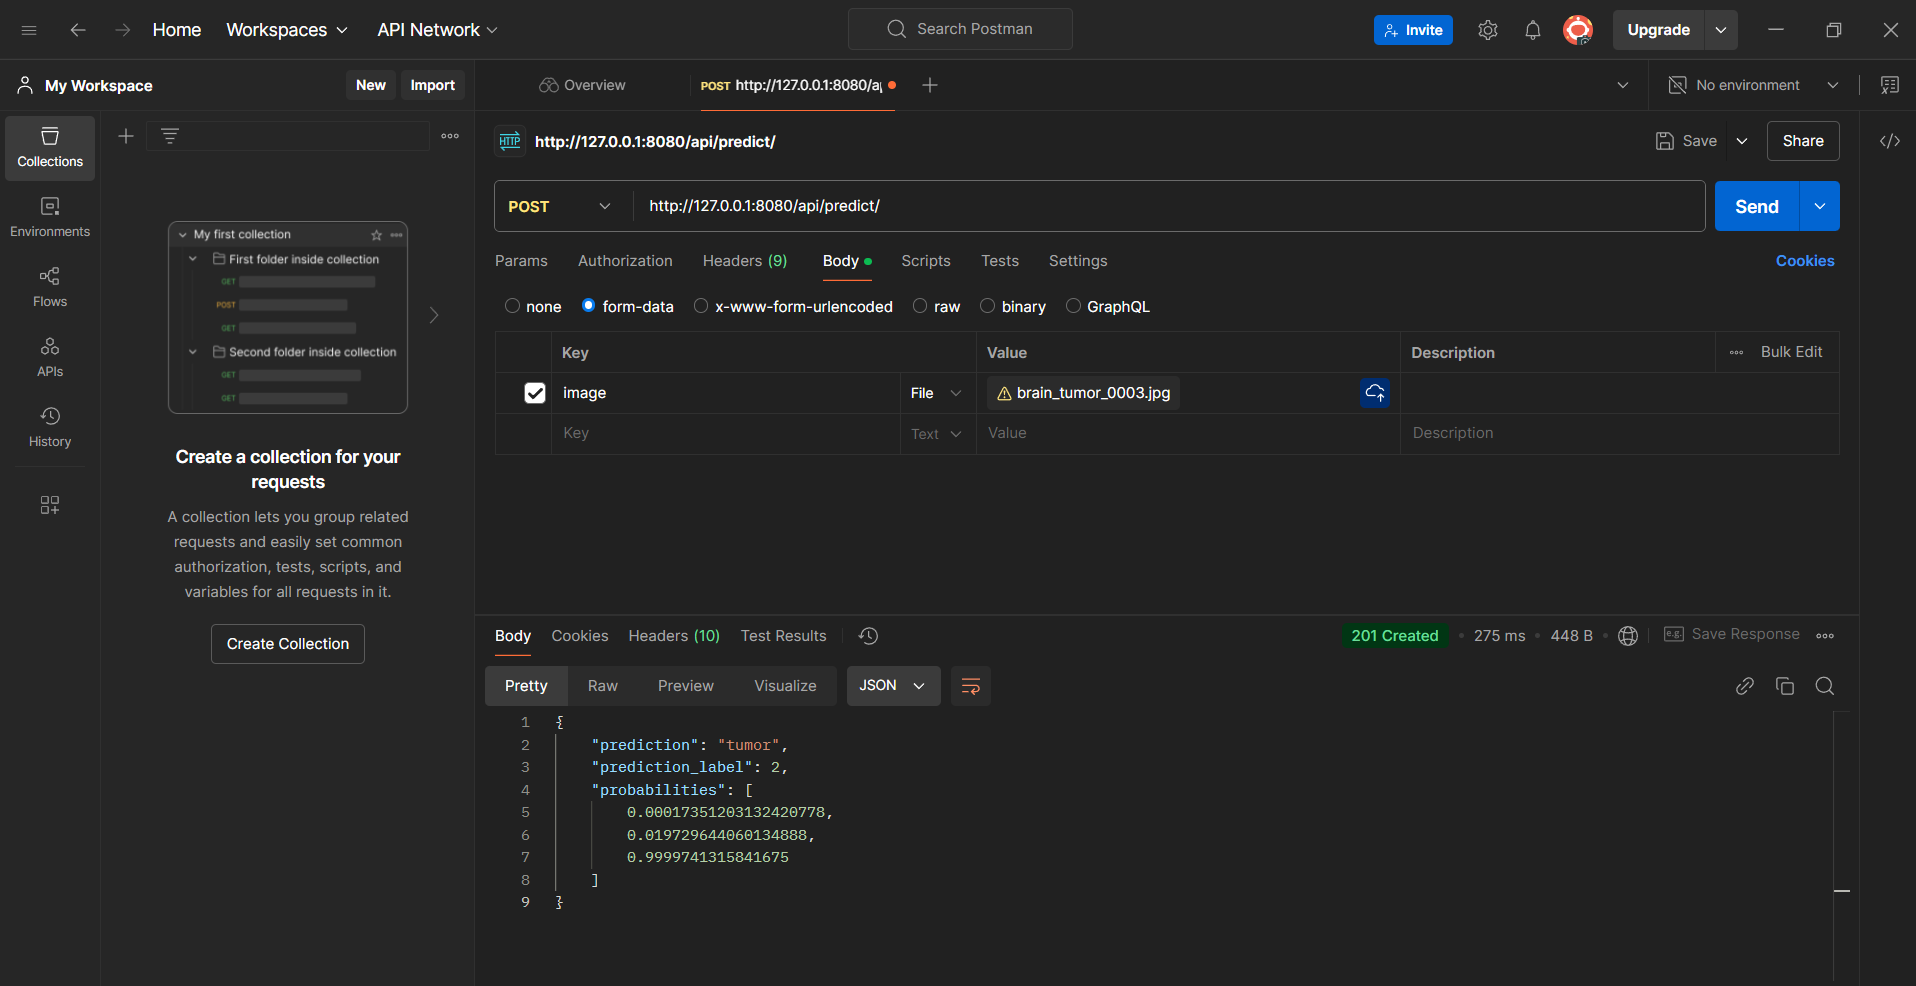 Home Workspaces API Network Search Postman Invite Upgrade
My Workspace New Import Overview POST http://127.0.0.1:8080/a No environment
Collections
Environments
Flows
APIs
History
My first collection
First folder inside collection
GET
POST
GET
Second folder inside collection
GET
GET
Create a collection for your
requests
A collection lets you group related
requests and easily set common
authorization, tests, scripts, and
variables for all requests in it.
Create Collection
HTTP http://127.0.0.1:8080/api/predict/ Save Share
POST http://127.0.0.1:8080/api/predict/ Send
Params Authorization Headers (9) Body Scripts Tests Settings Cookies
none form-data x-www-form-urlencoded raw binary GraphQL
Key Value Description Bulk Edit
image File brain_tumor_0003.jpg
Key Text Value Description
Body Cookies Headers (10) Test Results 201 Created 275 ms 448 B e.g. Save Response
Pretty Raw Preview Visualize JSON
1 {
2 "prediction": "tumor",
3 "prediction_label": 2,
4 "probabilities": [
5 0.00017351203132420778,
6 0.019729644060134888,
7 0.9999741315841675
8 ]
9 }